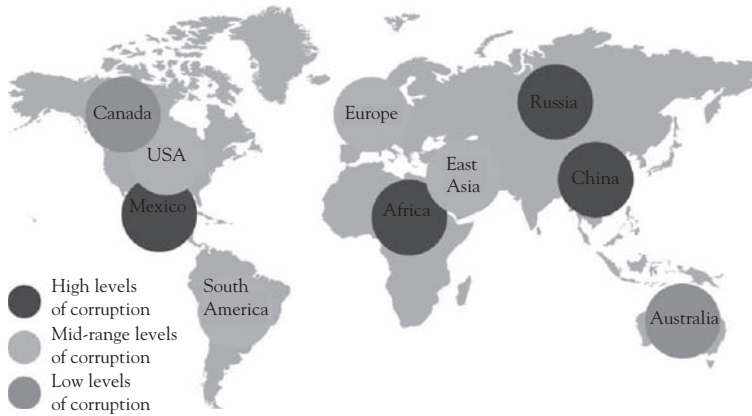 Canada
Europe
Russia
USA
East
Asia
China
Mexico
Africa
South
America
Australia
High levels
of corruption
Mid-range levels
of corruption
Low levels
of corruption